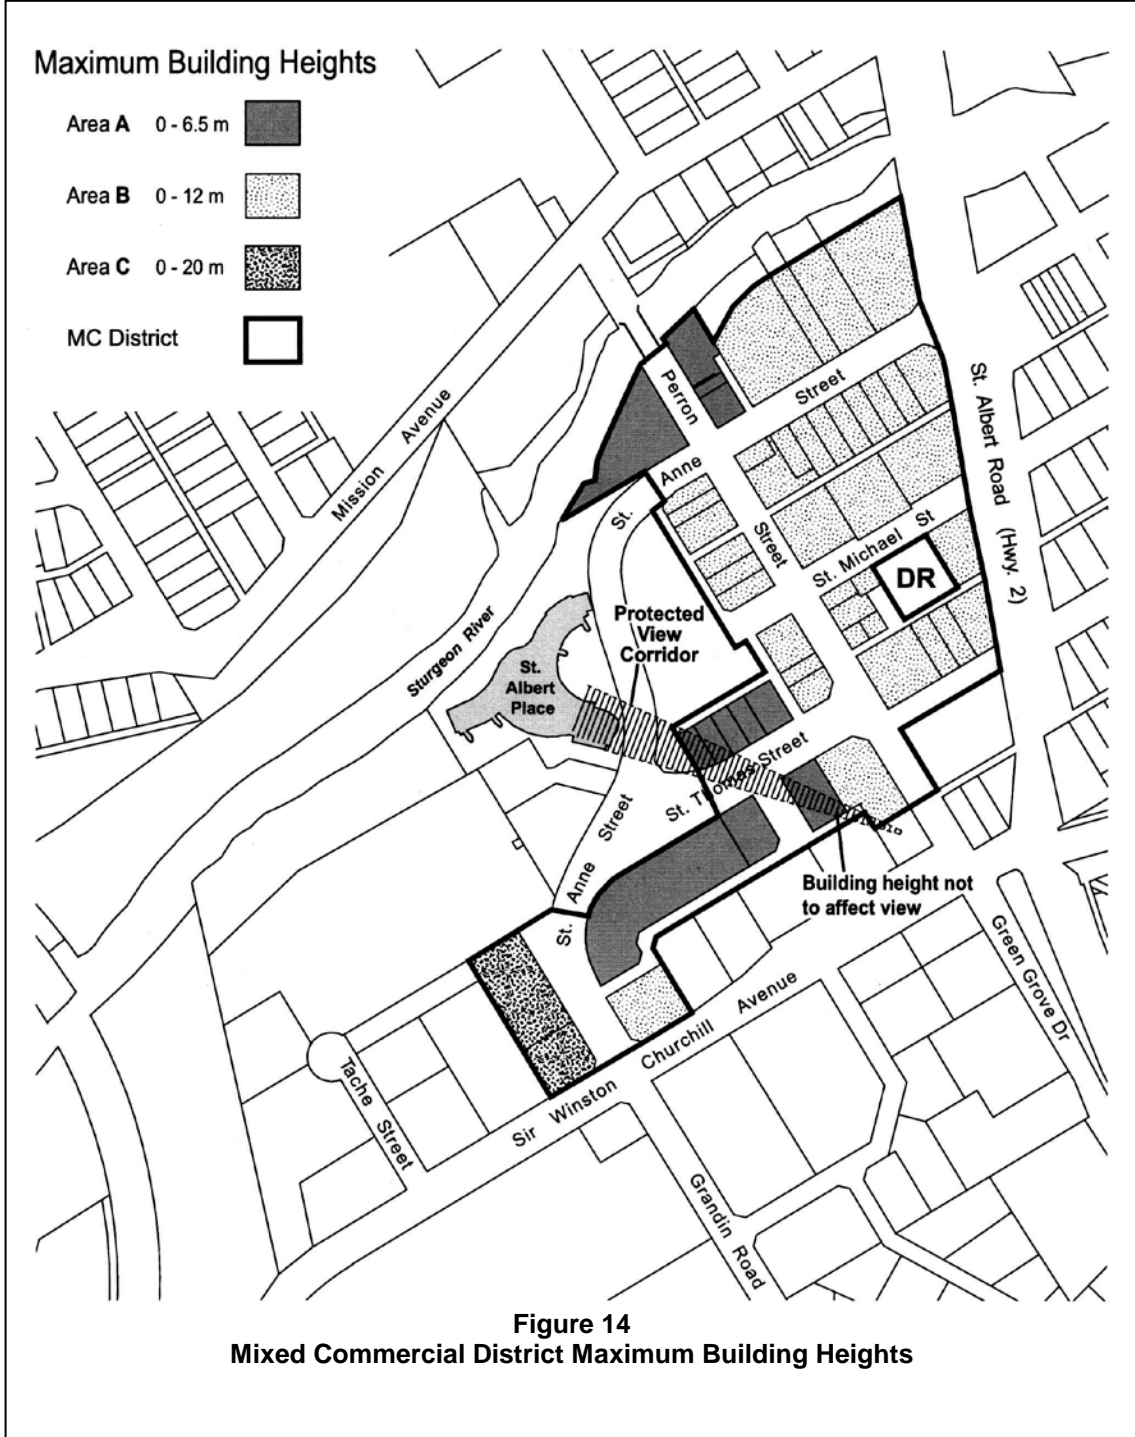 Maximum Building Heights
Area A 0 - 6.5 m
Area B 0 - 12 m
Area C 0 - 20 m
MC District
Mission Avenue
Perron Street
St. Anne Street
St. Albert Road (Hwy. 2)
St. Michael St
DR
Protected
View
Corridor
Sturgeon River
St.
Albert
Place
St. Thomas Street
St. Anne Street
Building height not
to affect view
Green Grove Dr
Sir Winston Churchill Avenue
Tache Street
Grandin Road
Figure 14
Mixed Commercial District Maximum Building Heights